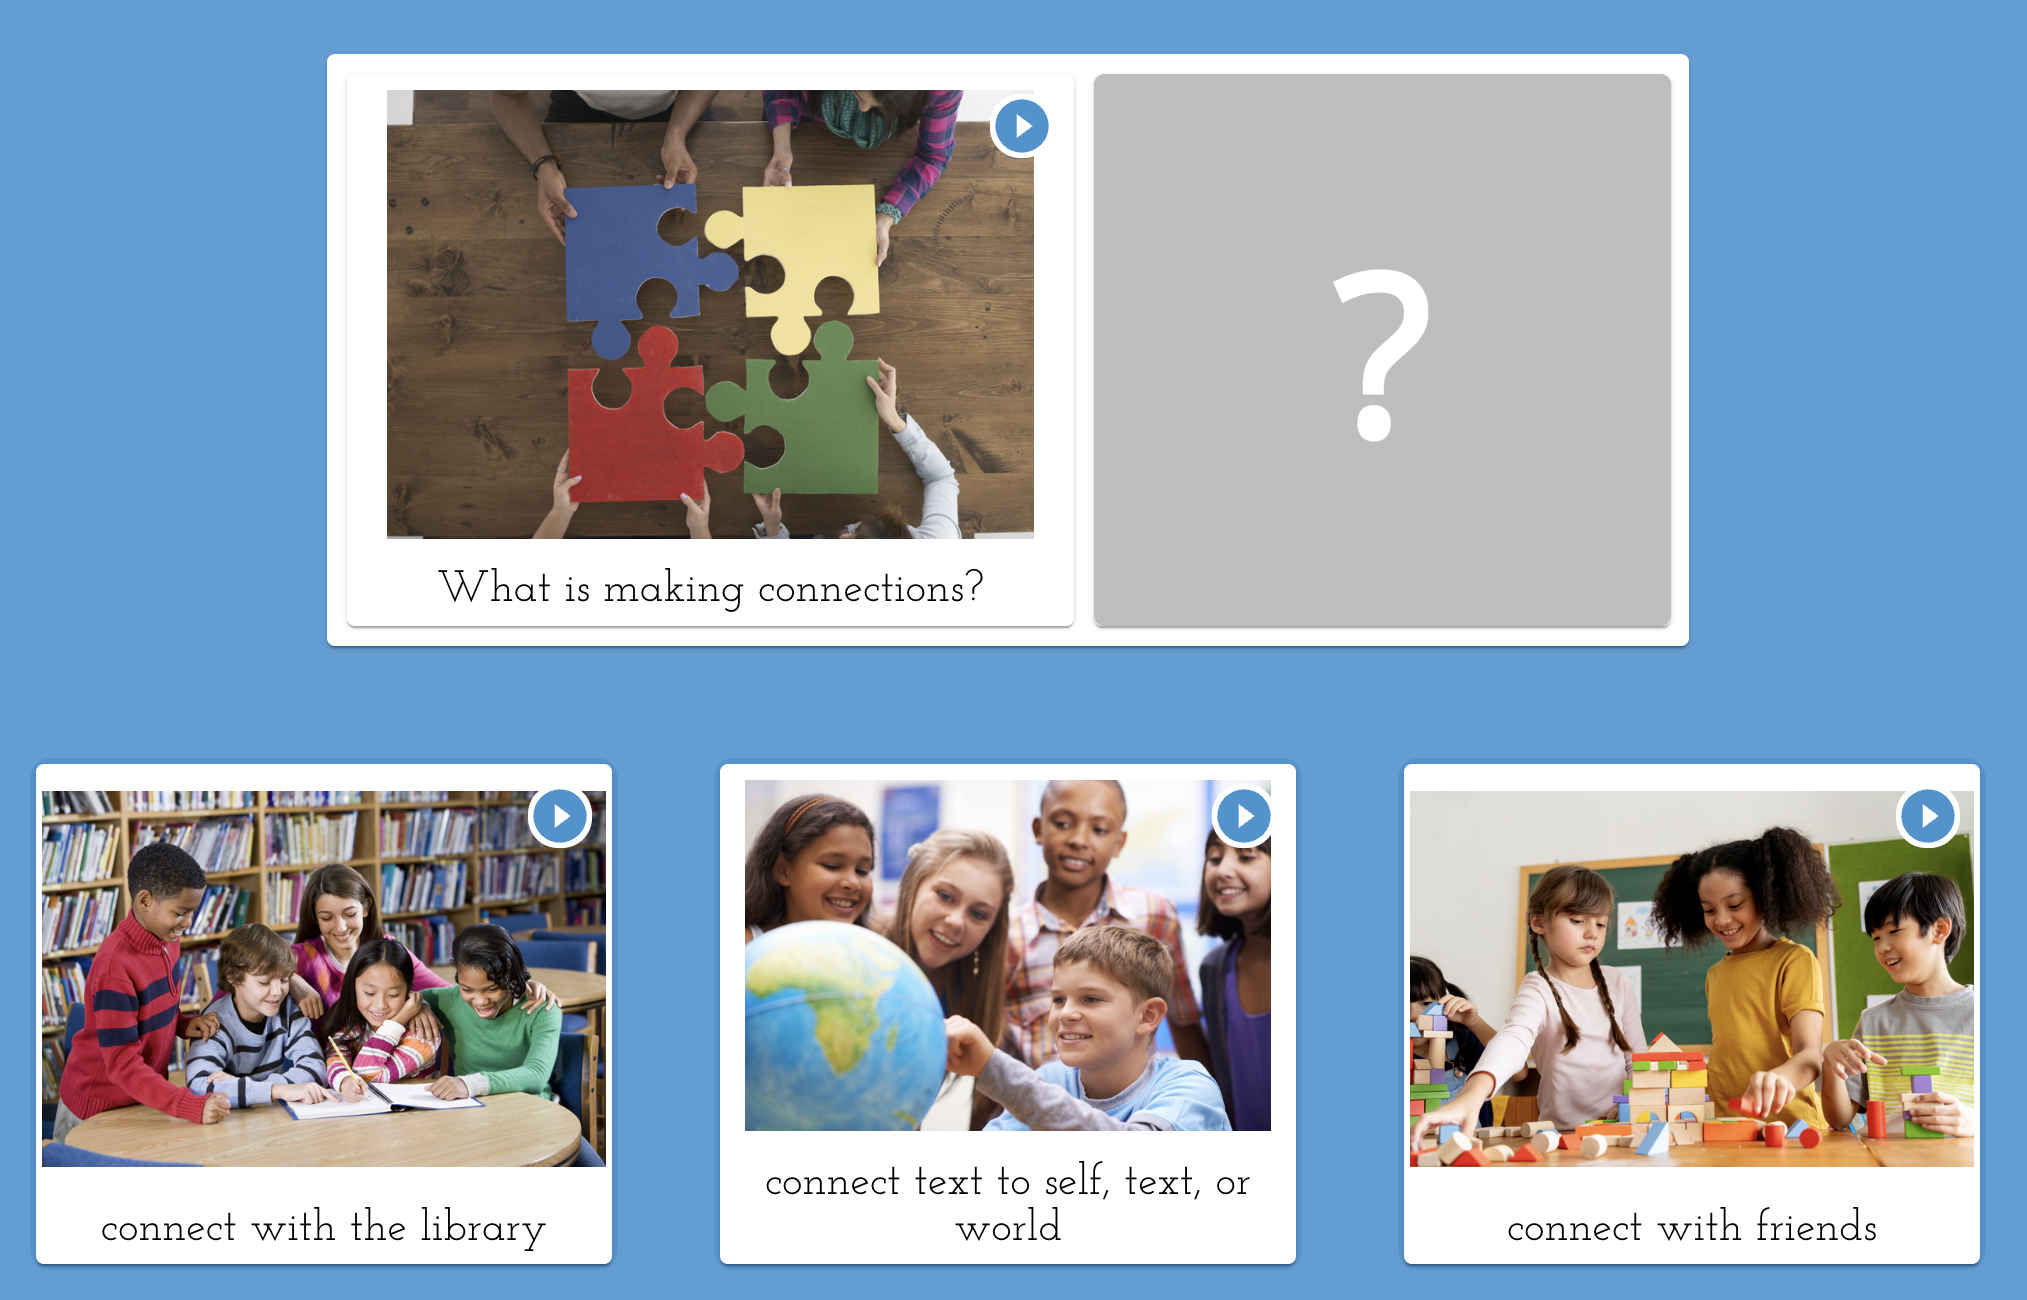 What is making connections?
?
connect with the library
connect text to self, text, or
world
connect with friends